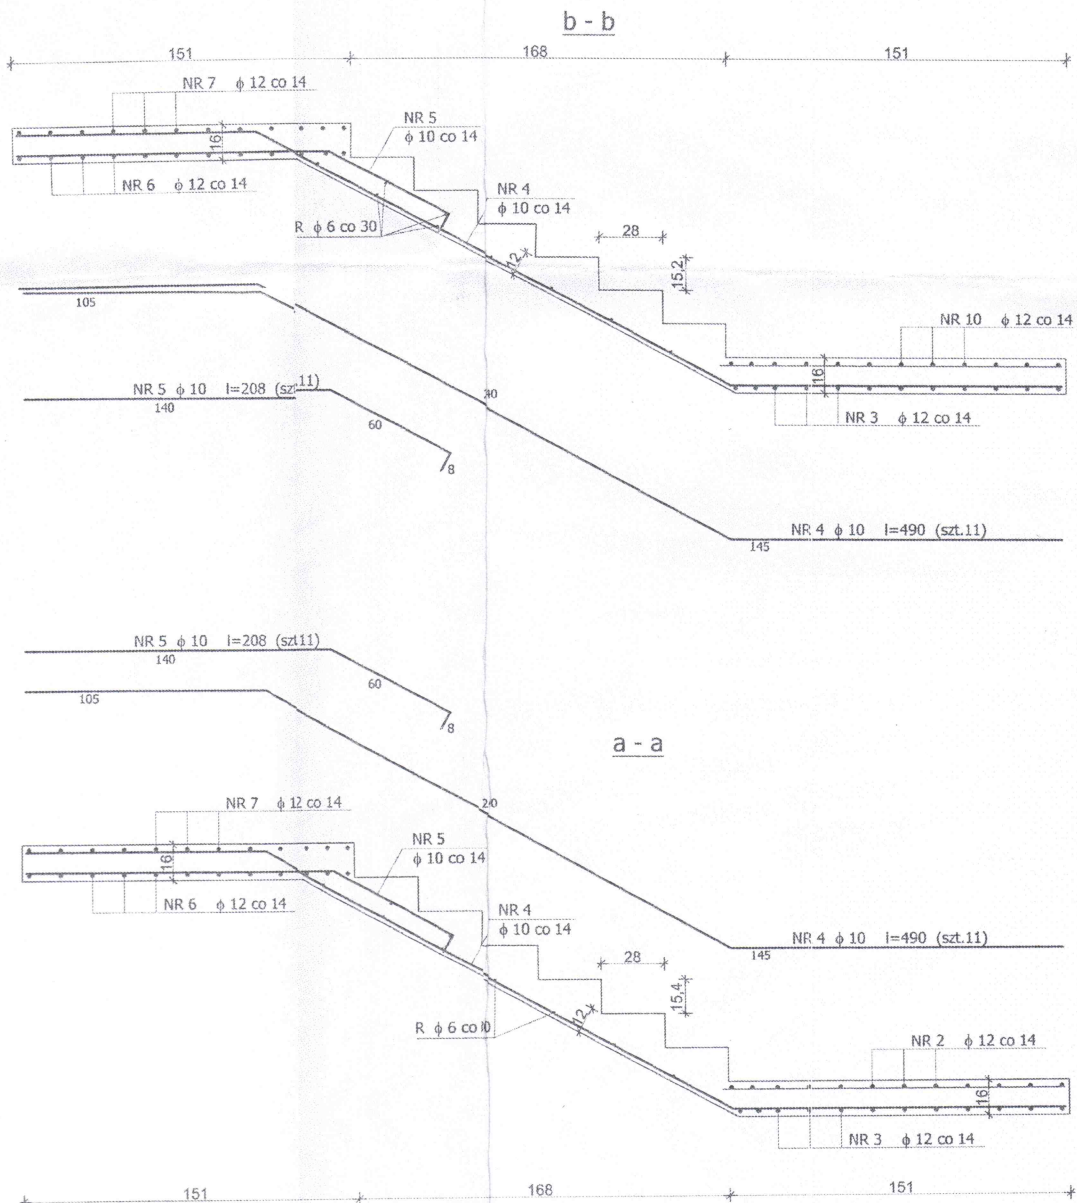 b - b
151 168 151
NR 7 ϕ 12 co 14
NR 5
ϕ 10 co 14
16
NR 6 ϕ 12 co 14
NR 4
ϕ 10 co 14
R ϕ 6 co 30
28
12
15,2
105
NR 10 ϕ 12 co 14
16
NR 5 ϕ 10 l=208
140
60
8
NR 3 ϕ 12 co 14
NR 4 ϕ 10 l=490 (szt.11)
145
NR 5 ϕ 10 l=208 (szt11)
140
60
105
8
a - a
NR 7 ϕ 12 co 14
NR 5
ϕ 10 co 14
16
NR 6 ϕ 12 co 14
NR 4
ϕ 10 co 14
NR 4 ϕ 10 l=490 (szt.11)
145
28
15,4
12
R ϕ 6 co
NR 2 ϕ 12 co 14
16
NR 3 ϕ 12 co 14
151 168 151